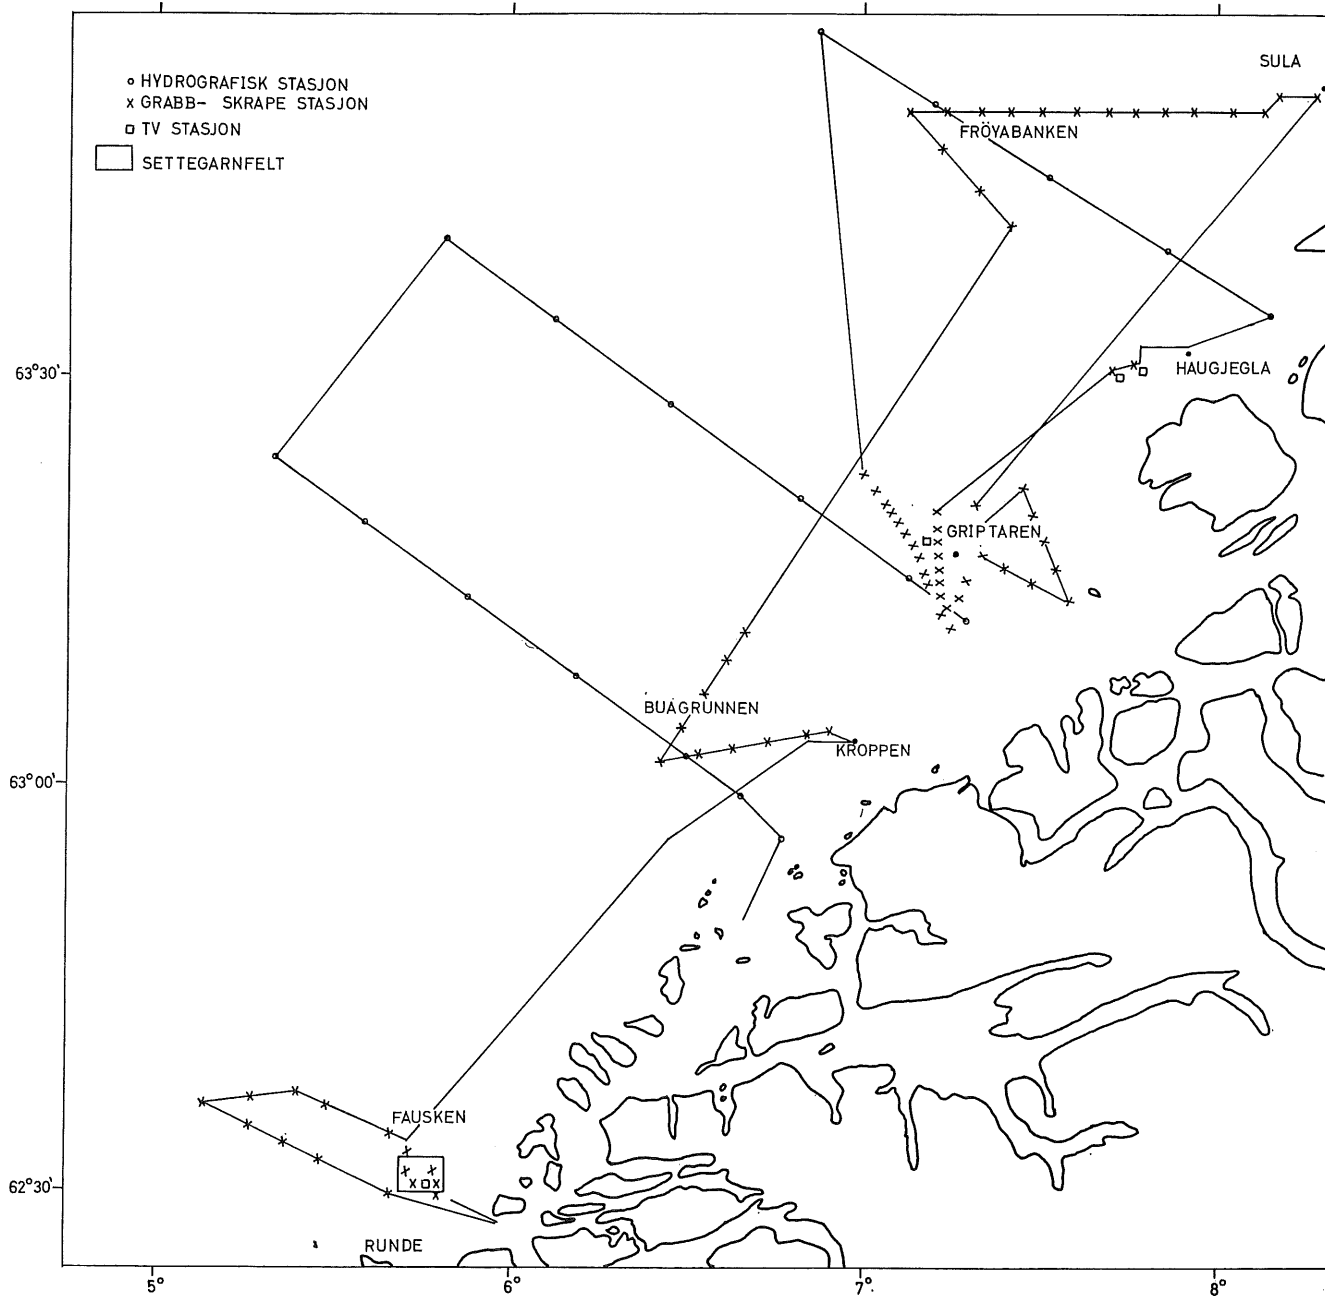 SULA
HYDROGRAFISK STASJON
GRABB- SKRAPE STASJON
TV STASJON
SETTEGARNFELT
FRÖYABANKEN
63°30'
HAUGJEGLA
GRIPTAREN
BUAGRUNNEN
KROPPEN
63°00'
FAUSKEN
62°30'
RUNDE
5°
6°
7°
8°